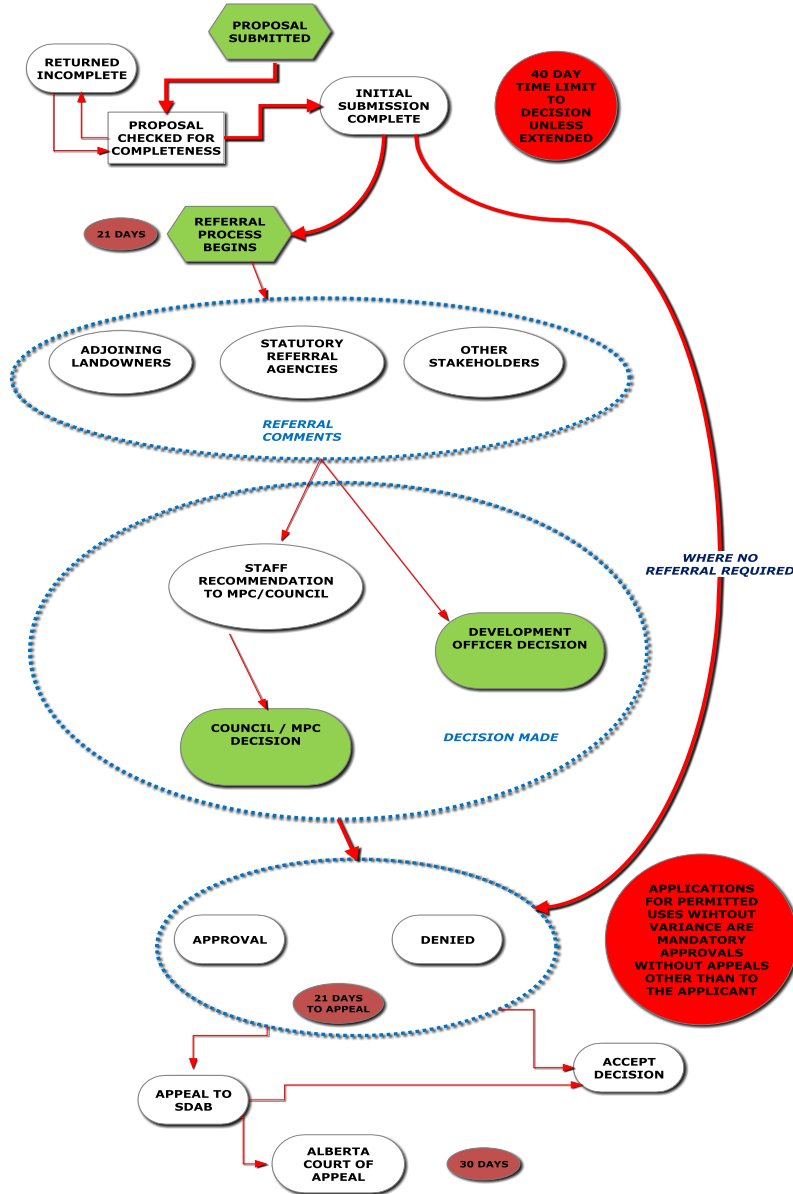 PROPOSAL
SUBMITTED
RETURNED
INCOMPLETE
PROPOSAL
CHECKED FOR
COMPLETENESS
INITIAL
SUBMISSION
COMPLETE
40 DAY
TIME LIMIT
TO
DECISION
UNLESS
EXTENDED
21 DAYS
REFERRAL
PROCESS
BEGINS
ADJOINING
LANDOWNERS
STATUTORY
REFERRAL
AGENCIES
OTHER
STAKEHOLDERS
REFERRAL
COMMENTS
WHERE NO
REFERRAL REQUIRED
STAFF
RECOMMENDATION
TO MPC/COUNCIL
DEVELOPMENT
OFFICER DECISION
COUNCIL / MPC
DECISION
DECISION MADE
APPLICATIONS
FOR PERMITTED
USES WIHTOUT
VARIANCE ARE
MANDATORY
APPROVALS
WITHOUT APPEALS
OTHER THAN TO
THE APPLICANT
APPROVAL
DENIED
21 DAYS
TO APPEAL
ACCEPT
DECISION
APPEAL TO
SDAB
ALBERTA
COURT OF
APPEAL
30 DAYS